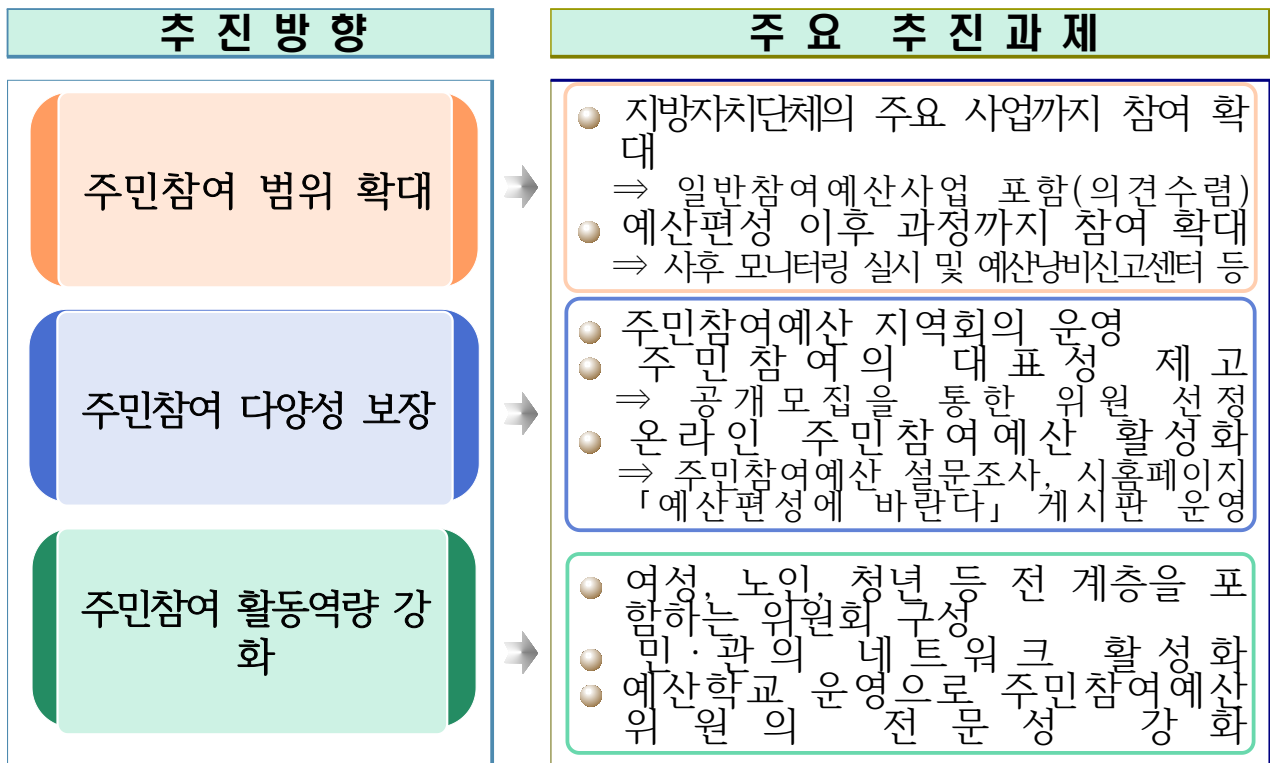 추 진 방 향
주 요 추 진 과 제
주민참여 범위 확대
지방자치단체의 주요 사업까지 참여 확
대
⇒ 일반참여예산사업 포함(의견수렴)
예산편성 이후 과정까지 참여 확대
⇒ 사후 모니터링 실시 및 예산낭비신고센터 등
주민참여 다양성 보장
주민참여예산 지역회의 운영
주민참여의 대표성 제고
⇒ 공개모집을 통한 위원 선정
온라인 주민참여예산 활성화
⇒ 주민참여예산 설문조사, 시홈페이지
「예산편성에 바란다」 게시판 운영
주민참여 활동역량 강
화
여성, 노인, 청년 등 전 계층을 포
함하는 위원회 구성
민·관의 네트워크 활성화
예산학교 운영으로 주민참여예산
위원의 전문성 강화